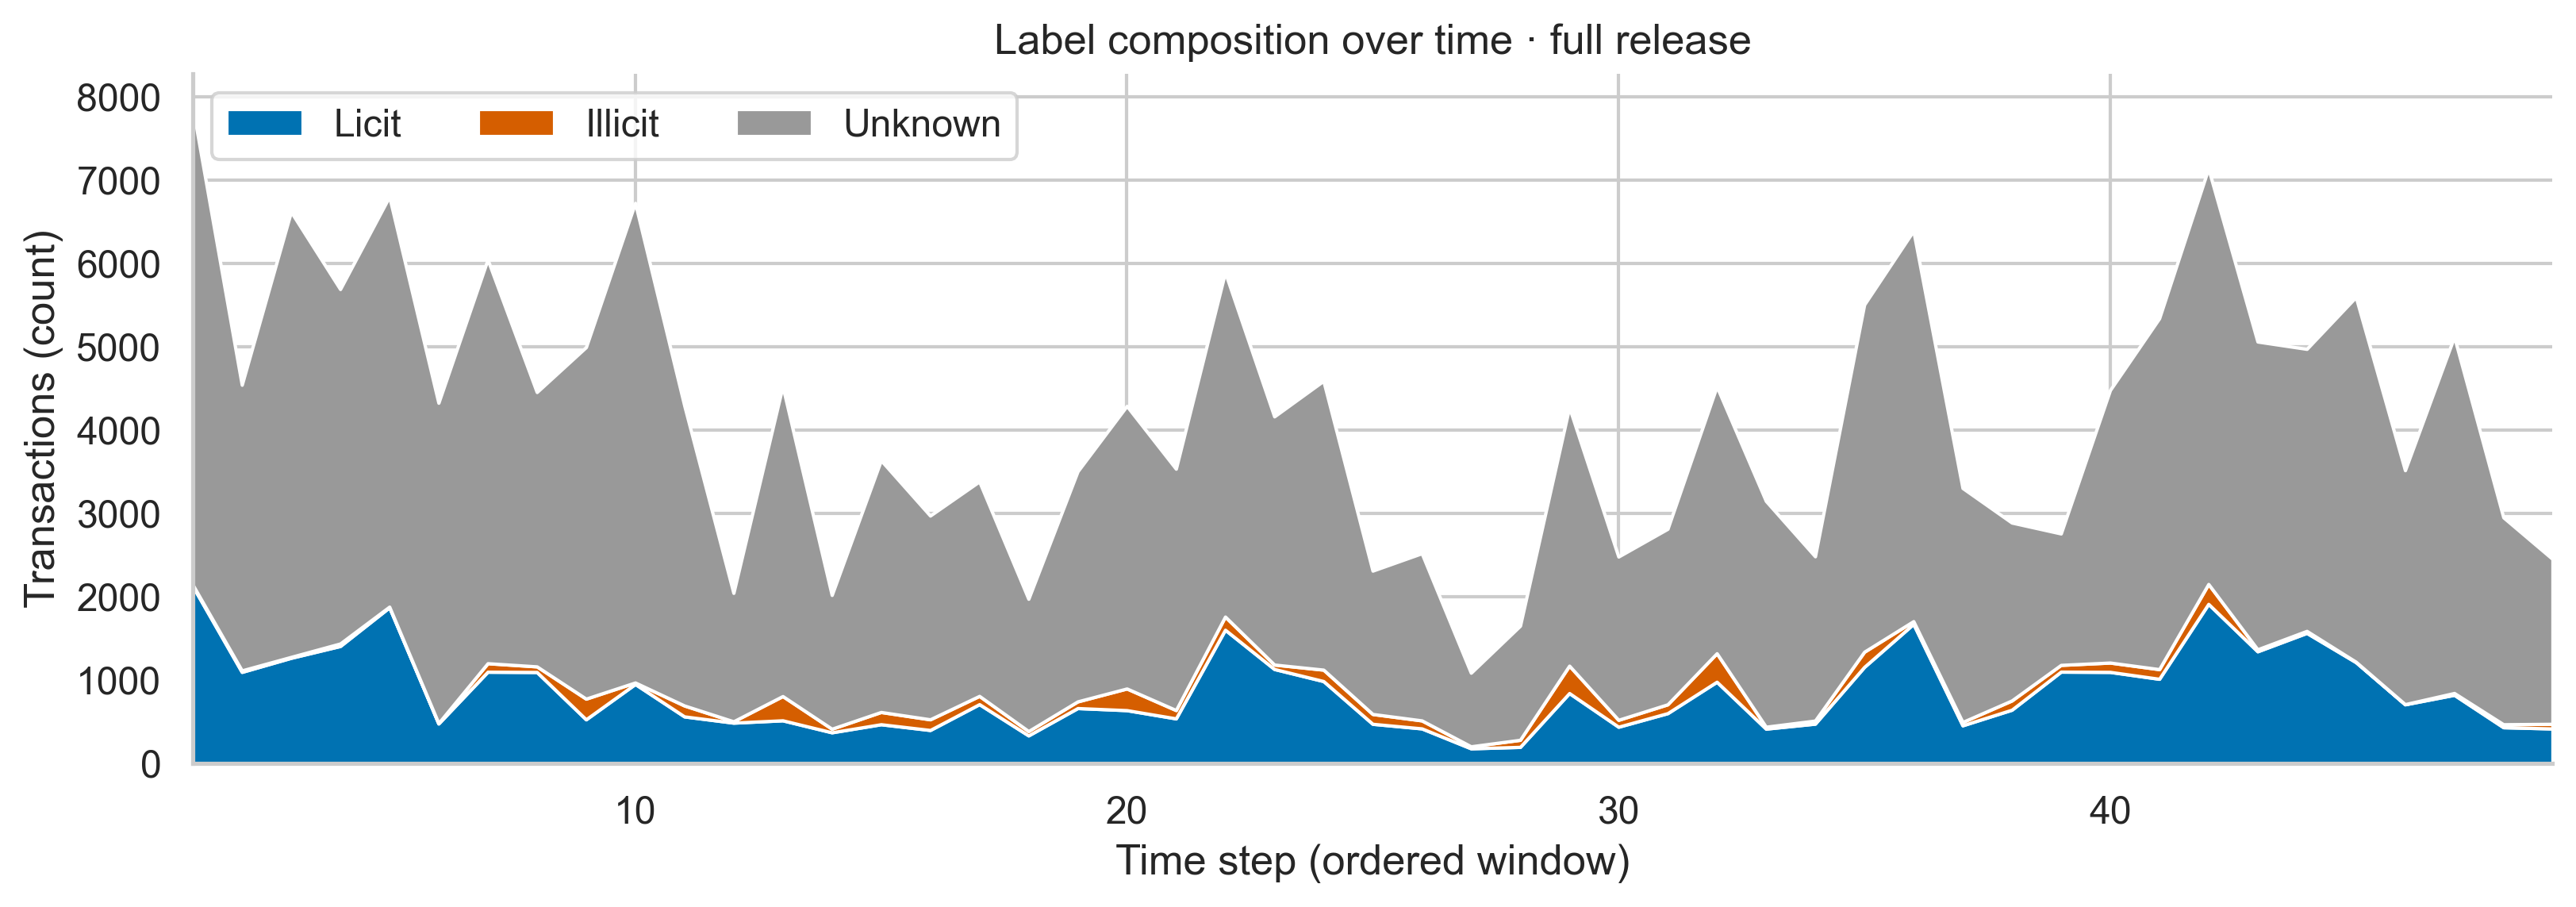 Label composition over time · full release
Licit Illicit Unknown
Transactions (count)
8000
7000
6000
5000
4000
3000
2000
1000
0
10 20 30 40
Time step (ordered window)